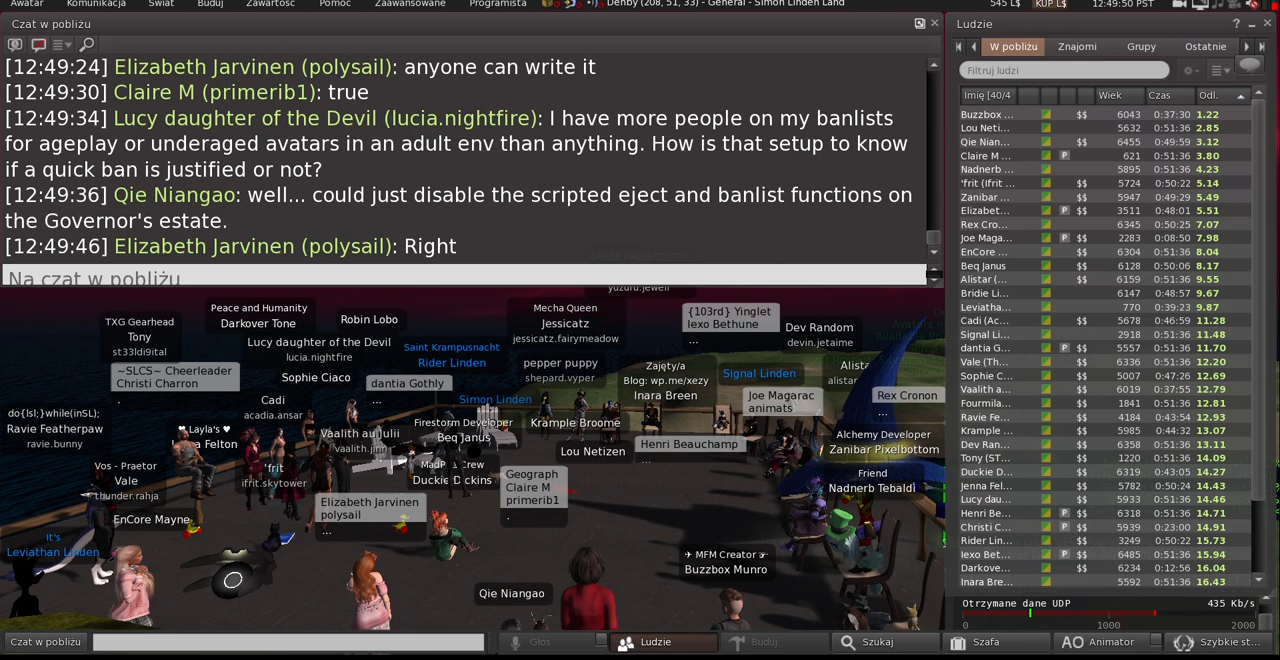 Awatar Komunikacja Świat Buduj Zawartość Pomoc Zaawansowane Programista Denby (208, 51, 33) - General - Simon Linden Land 545 L$ KUP L$ 12:49:50 PST
Czat w pobliżu
[12:49:24] Elizabeth Jarvinen (polysail): anyone can write it
[12:49:30] Claire M (primerib1): true
[12:49:34] Lucy daughter of the Devil (lucia.nightfire): I have more people on my banlists
for ageplay or underaged avatars in an adult env than anything. How is that setup to know
if a quick ban is justified or not?
[12:49:36] Qie Niangao: well... could just disable the scripted eject and banlist functions on
the Governor's estate.
[12:49:46] Elizabeth Jarvinen (polysail): Right
Na czat w pobliżu
yuzuru.jewell
Peace and Humanity
Darkover Tone
TXG Gearhead
Tony
st33ldi9ital
Robin Lobo
Mecha Queen
Jessicatz
jessicatz.fairymeadow
{103rd} Yinglet
Iexo Bethune
...
Dev Random
devin.jetaime
Lucy daughter of the Devil
lucia.nightfire
Saint Krampusnacht
Rider Linden
~SLCS~ Cheerleader
Christi Charron
.
Sophie Ciaco
dantia Gothly
...
pepper puppy
shepard.vyper
Zajęty/a
Blog: wp.me/xezy
Inara Breen
Signal Linden
Alista
alistar
Simon Linden
Joe Magarac
animats
Rex Cronon
...
Cadi
acadia.ansar
do{lsl;}while(inSL);
Ravie Featherpaw
ravie.bunny
♥ Layla's ♥
Felton
Vaalith au Julii
vaalith.jinn
Firestorm Developer
Beq Janus
Krample Broome
Lou Netizen
Henri Beauchamp
...
Alchemy Developer
Zanibar Pixelbottom
Vos - Praetor
Vale
thunder.rahja
'frit
ifrit.skytower
Crew
Duckie Dickins
Geograph
Claire M
primerib1
.
Friend
Nadnerb Tebaldi
Elizabeth Jarvinen
polysail
...
EnCore Mayne
It's
Leviathan Linden
✈ MFM Creator
Buzzbox Munro
Qie Niangao
Czat w pobliżu Głos Ludzie Buduj Szukaj Szafa AO Animator Szybkie st...
Ludzie
W pobliżu Znajomi Grupy Ostatnie
Filtruj ludzi
Imię [40/4 Wiek Czas Odl.
Buzzbox ... $$ 6043 0:37:30 1.22
Lou Neti... 5632 0:51:36 2.85
Qie Nian... $$ 6455 0:49:59 3.12
Claire M ... P 621 0:51:36 3.80
Nadnerb ... 5895 0:51:36 4.23
'frit (Ifrit ... $$ 5724 0:50:22 5.14
Zanibar ... $$ 5947 0:49:29 5.49
Elizabet... P $$ 3511 0:48:01 5.51
Rex Cro... 6345 0:50:25 7.07
Joe Maga... P $$ 2283 0:08:50 7.98
EnCore ... $$ 6304 0:51:36 8.04
Beq Janus $$ 6128 0:50:06 8.17
Alistar (... $$ 6159 0:51:36 9.55
Bridie Li... 6147 0:48:57 9.67
Leviatha... 770 0:39:23 9.87
Cadi (Ac... $$ 5678 0:46:59 11.28
Signal Li... 2918 0:51:36 11.48
dantia G... P $$ 5557 0:51:36 11.70
Vale (Th... $$ 6336 0:51:36 12.20
Sophie C... $$ 5007 0:47:26 12.69
Vaalith a... $$ 6019 0:37:55 12.79
Fourmila... $$ 1841 0:51:36 12.81
Ravie Fe... $$ 4184 0:43:54 12.93
Krample ... $$ 5985 0:44:32 13.07
Dev Ran... $$ 6358 0:51:36 13.11
Tony (ST... $$ 1220 0:51:36 14.09
Duckie D... $$ 6319 0:43:05 14.27
Jenna Fel... $$ 5782 0:50:24 14.43
Lucy dau... $$ 5933 0:51:36 14.46
Henri Be... P $$ 6318 0:51:36 14.71
Christi C... P $$ 5939 0:23:00 14.91
Rider Lin... $$ 3249 0:50:22 15.73
Iexo Bet... P $$ 6485 0:51:36 15.94
Darkove... $$ 6234 0:12:56 16.04
Inara Bre... 5592 0:51:36 16.43
Otrzymane dane UDP 435 Kb/s
0 1000 2000